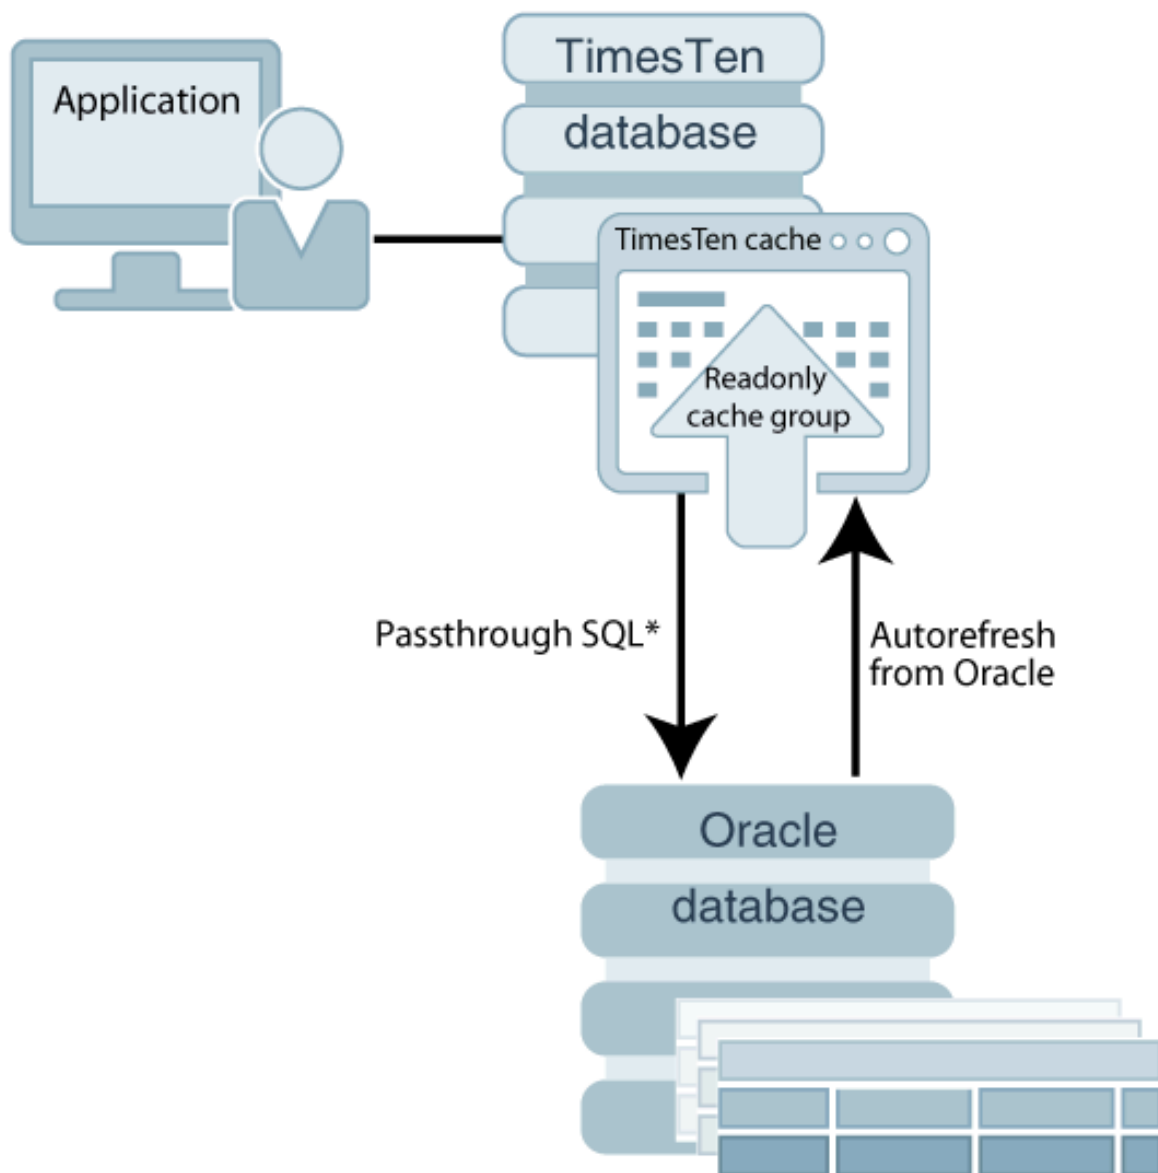 Application
TimesTen
database
TimesTen cache
Readonly
cache group
Passthrough SQL*
Autorefresh
from Oracle
Oracle
database